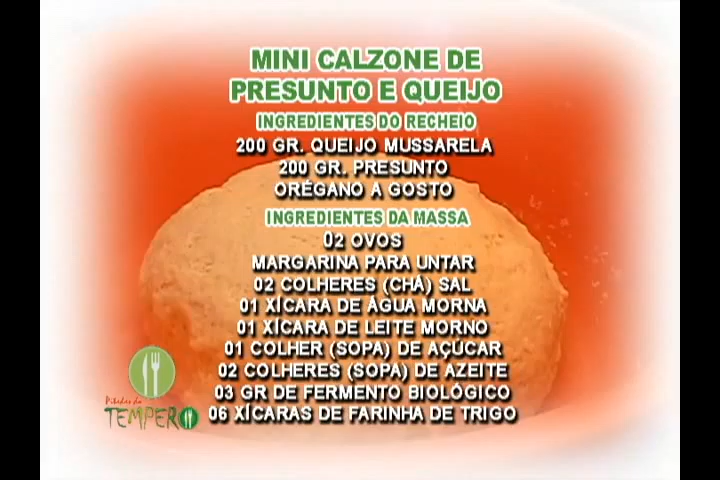 MINI CALZONE DE
PRESUNTO E QUEIJO
INGREDIENTES DO RECHEIO
200 GR. QUEIJO MUSSARELA
200 GR. PRESUNTO
ORÉGANO A GOSTO
INGREDIENTES DA MASSA
02 OVOS
MARGARINA PARA UNTAR
02 COLHERES (CHÁ) SAL
01 XÍCARA DE ÁGUA MORNA
01 XÍCARA DE LEITE MORNO
01 COLHER (SOPA) DE AÇUCAR
02 COLHERES (SOPA) DE AZEITE
03 GR DE FERMENTO BIOLÓGICO
06 XÍCARAS DE FARINHA DE TRIGO
Pitadas do
TEMPERO